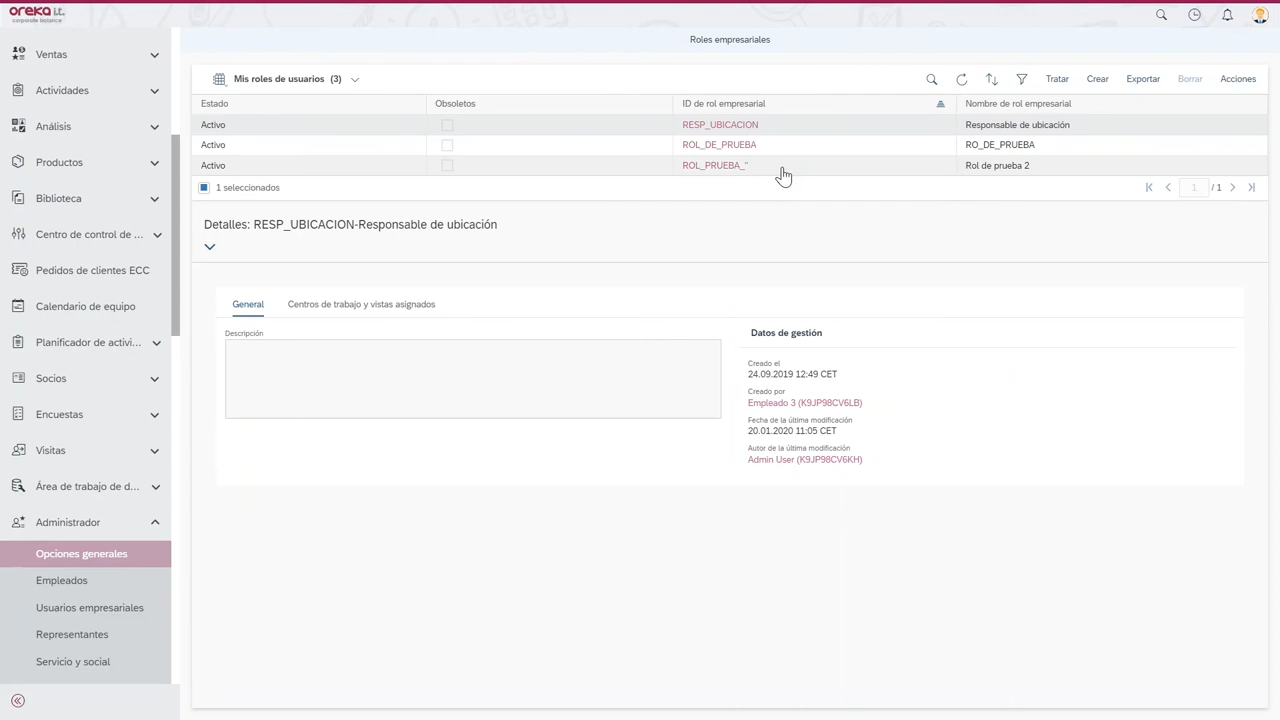 oreka i.t.
corporate balance
Roles empresariales
Ventas
Actividades
Análisis
Productos
Biblioteca
Centro de control de ...
Pedidos de clientes ECC
Calendario de equipo
Planificador de activi...
Socios
Encuestas
Visitas
Área de trabajo de d...
Administrador
Opciones generales
Empleados
Usuarios empresariales
Representantes
Servicio y social
Mis roles de usuarios (3)
Tratar Crear Exportar Borrar Acciones
Estado Obsoletos ID de rol empresarial Nombre de rol empresarial
Activo RESP_UBICACION Responsable de ubicación
Activo ROL_DE_PRUEBA RO_DE_PRUEBA
Activo ROL_PRUEBA_" Rol de prueba 2
1 seleccionados
1 / 1
Detalles: RESP_UBICACION-Responsable de ubicación
General Centros de trabajo y vistas asignados
Descripción
Datos de gestión
Creado el
24.09.2019 12:49 CET
Creado por
Empleado 3 (K9JP98CV6LB)
Fecha de la última modificación
20.01.2020 11:05 CET
Autor de la última modificación
Admin User (K9JP98CV6KH)